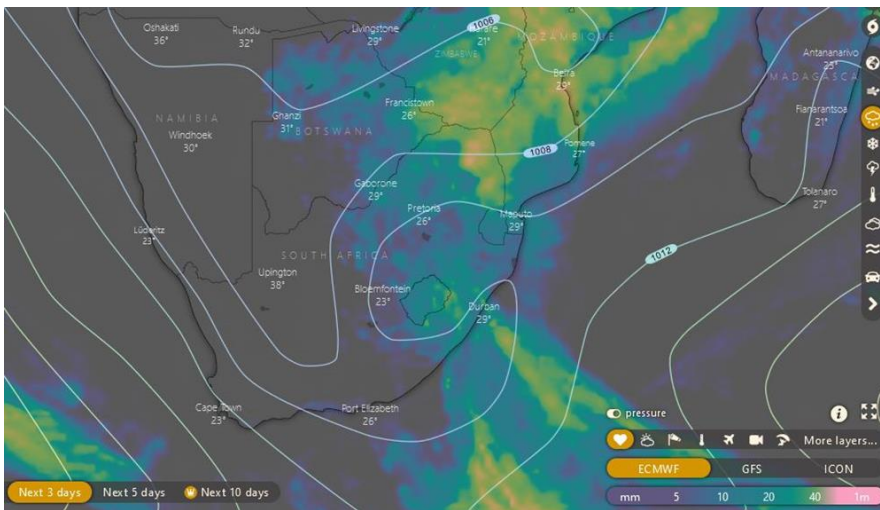 Oshakati
36°
Rundu
32°
Livingstone
29°
1006
Harare
21°
MOZAMBIQUE
ZIMBABWE
Antananarivo
23°
MADAGASCA
Beira
29°
Francistown
26°
Ghanzi
31°
BOTSWANA
NAMIBIA
Windhoek
30°
Fianarantsoa
21°
1008
Pomene
27°
Gaborone
29°
Pretoria
26°
Maputo
29°
Tolanaro
27°
Lüderitz
23°
SOUTH AFRICA
Upington
38°
1012
Bloemfontein
23°
Durban
29°
Cape Town
23°
Port Elizabeth
26°
pressure
More layers...
ECMWF GFS ICON
Next 3 days Next 5 days Next 10 days
mm 5 10 20 40 1m